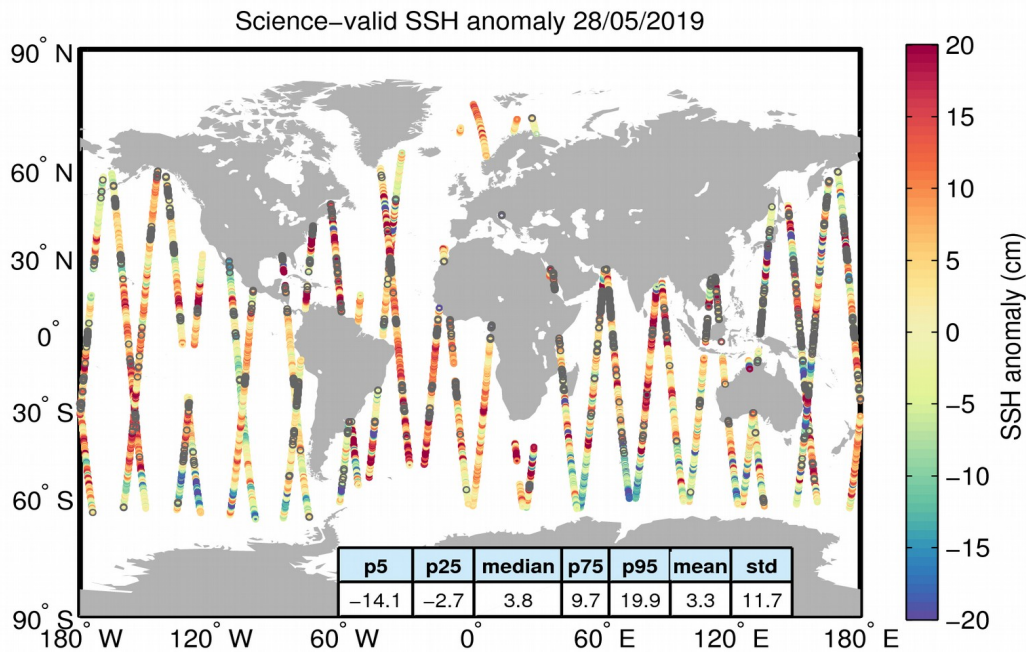 Science−valid SSH anomaly 28/05/2019
90° N
60° N
30° N
0°
30° S
60° S
90° S
180° W
120° W
60° W
0°
60° E
120° E
180° E
p5 p25 median p75 p95 mean std
−14.1 −2.7 3.8 9.7 19.9 3.3 11.7
20
15
10
5
0
−5
−10
−15
−20
SSH anomaly (cm)